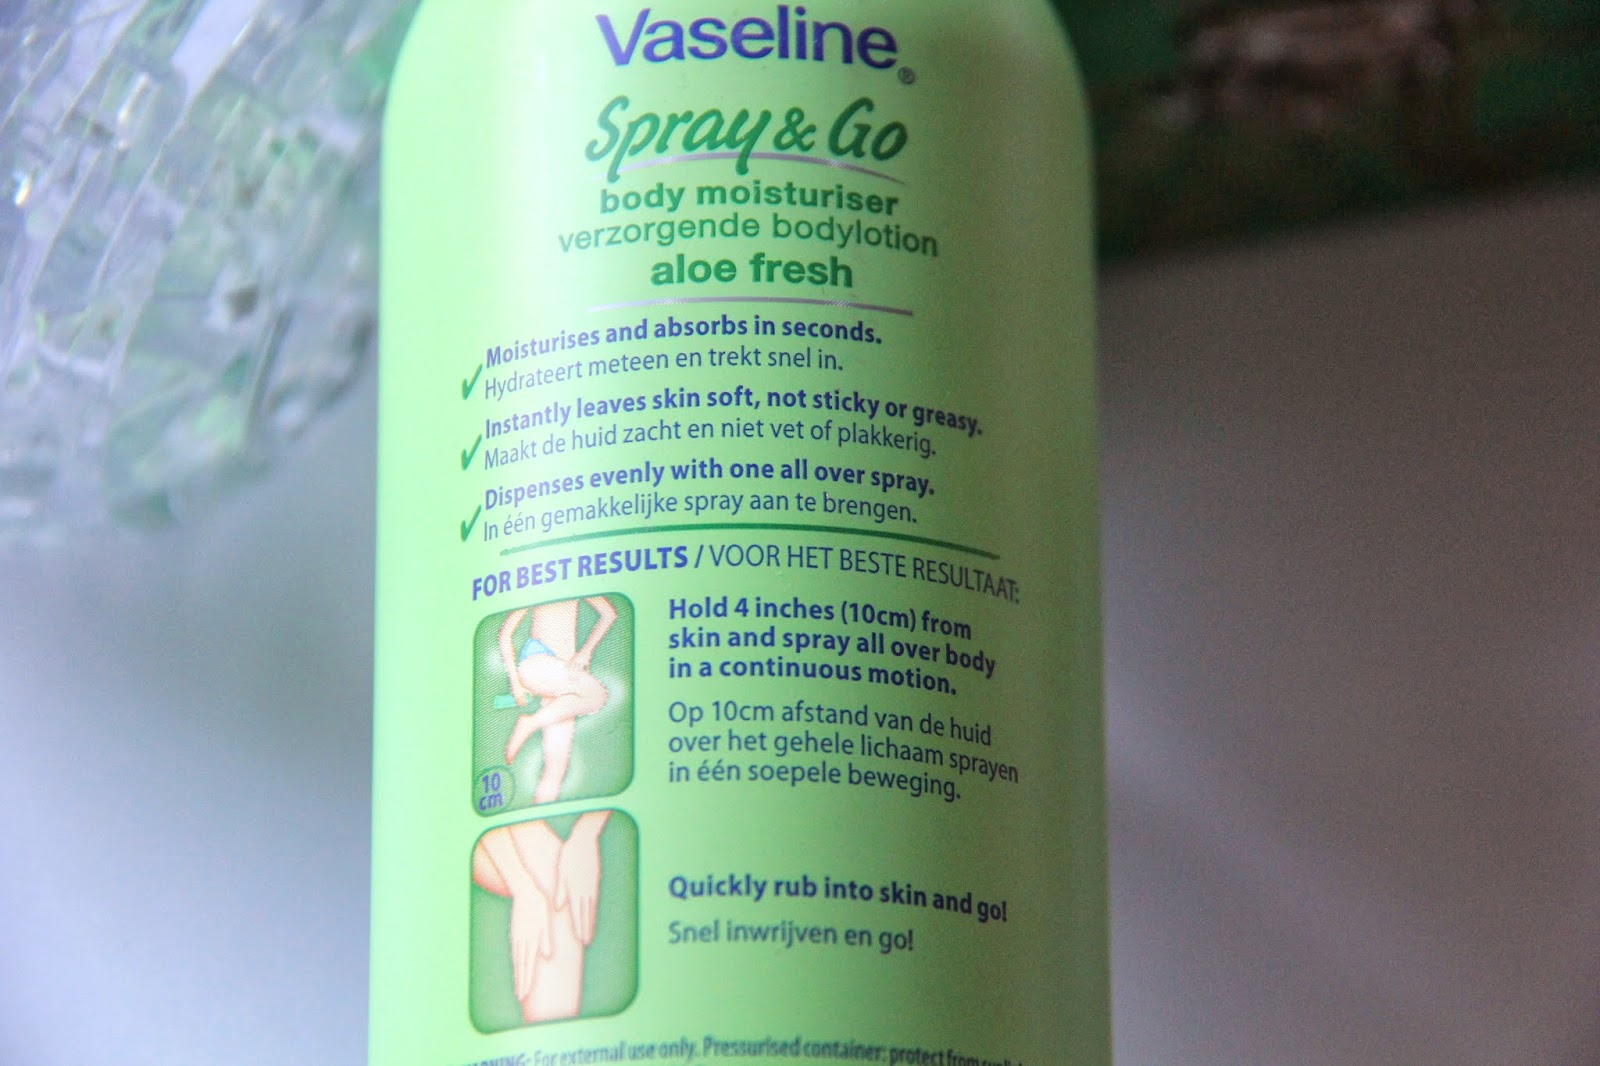 Vaseline®
Spray & Go
body moisturiser
verzorgende bodylotion
aloe fresh
✓ Moisturises and absorbs in seconds.
Hydrateert meteen en trekt snel in.
✓ Instantly leaves skin soft, not sticky or greasy.
Maakt de huid zacht en niet vet of plakkerig.
✓ Dispenses evenly with one all over spray.
In één gemakkelijke spray aan te brengen.
FOR BEST RESULTS / VOOR HET BESTE RESULTAAT:
Hold 4 inches (10cm) from
skin and spray all over body
in a continuous motion.
Op 10cm afstand van de huid
over het gehele lichaam sprayen
in één soepele beweging.
10
cm
Quickly rub into skin and go!
Snel inwrijven en go!
For external use only. Pressurised container: protect from